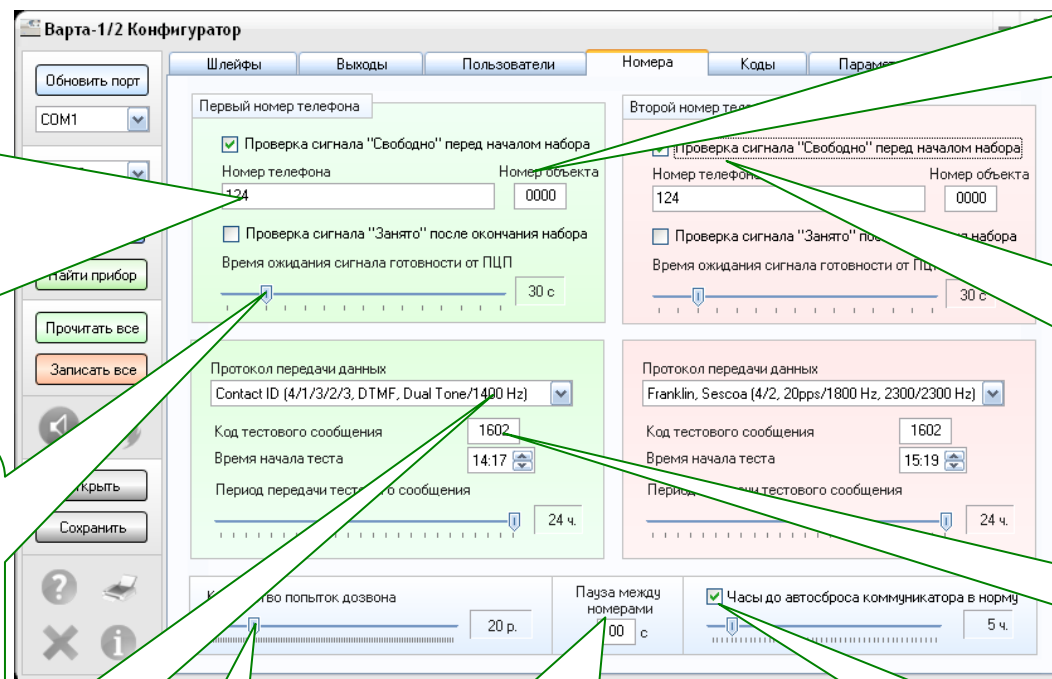 Варта-1/2 Конфигуратор
Шлейфы Выходы Пользователи Номера Коды
Обновить порт
COM1
Найти прибор
Прочитать все
Записать все
Сохранить
Первый номер телефона
Проверка сигнала "Свободно" перед началом набора
Номер телефона Номер объекта
124 0000
Проверка сигнала "Занято" после окончания набора
Время ожидания сигнала готовности от ПЦП
30 с
Второй номер
Проверка сигнала "Свободно" перед началом набора
Номер телефона Номер объекта
124 0000
Проверка сигнала "Занято" набора
Время ожидания сигнала готовности от ПЦП
30 с
Протокол передачи данных
Contact ID (4/1/3/2/3, DTMF, Dual Tone/1400 Hz)
Код тестового сообщения 1602
Время начала теста 14:17
Период передачи тестового сообщения
24 ч.
Протокол передачи данных
Franklin, Sescoa (4/2, 20pps/1800 Hz, 2300/2300 Hz)
Код тестового сообщения 1602
Время начала теста 15:19
Период передачи тестового сообщения
24 ч.
попыток дозвона
20 р.
Пауза между
номерами
00 с
Часы до автосброса коммуникатора в норму
5 ч.